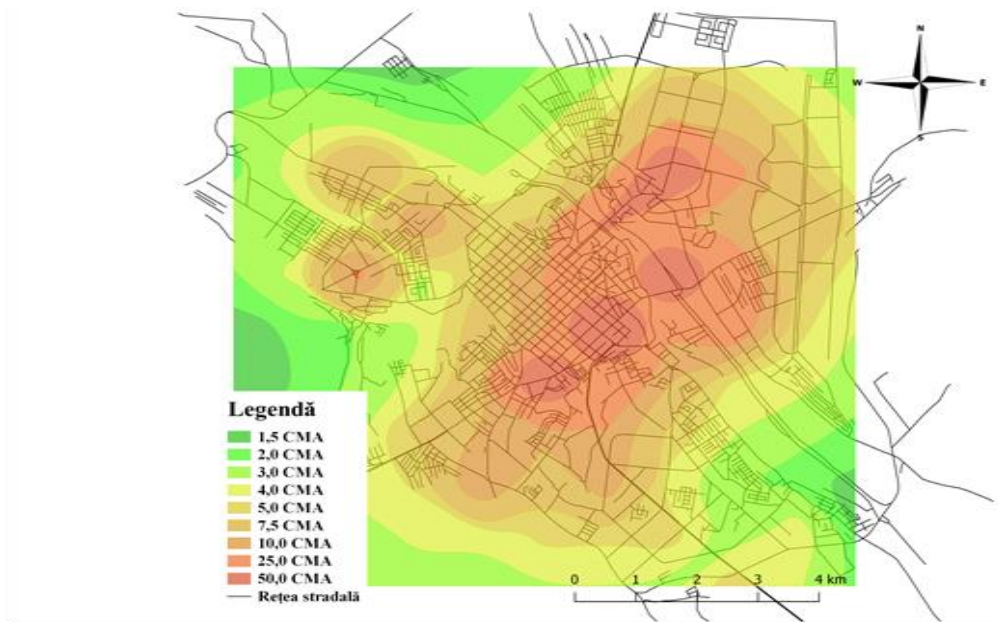 N
W E
S
Legendă
1,5 CMA
2,0 CMA
3,0 CMA
4,0 CMA
5,0 CMA
7,5 CMA
10,0 CMA
25,0 CMA
50,0 CMA
Rețea stradală
0 1 2 3 4 km